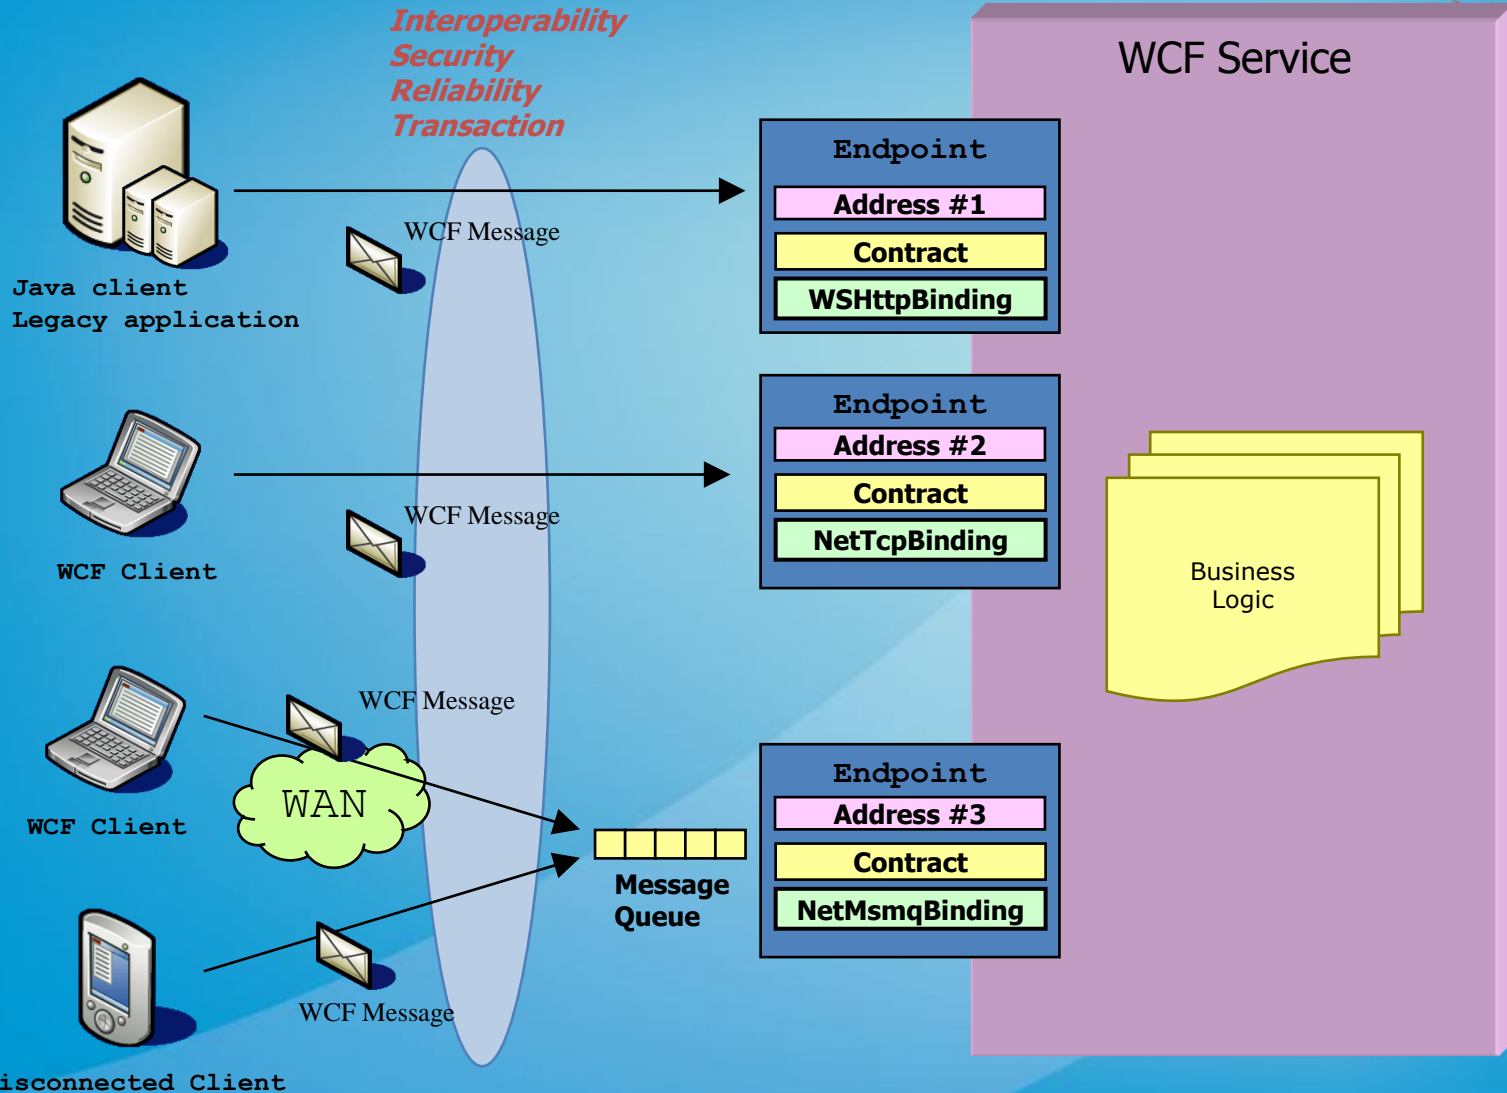 Interoperability
Security
Reliability
Transaction
WCF Service
Java client
Legacy application
WCF Message
Endpoint
Address #1
Contract
WSHttpBinding
WCF Client
WCF Message
Endpoint
Address #2
Contract
NetTcpBinding
Business
Logic
WCF Client
WCF Message
WAN
Message
Queue
Endpoint
Address #3
Contract
NetMsmqBinding
WCF Message
isconnected Client